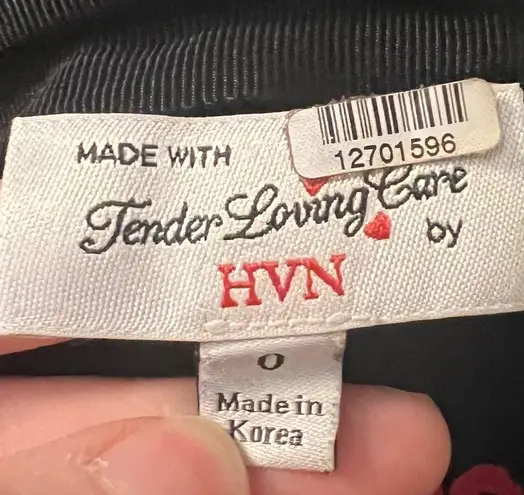 12701596
MADE WITH
Tender Loving Care
by
HVN
0
Made in
Korea